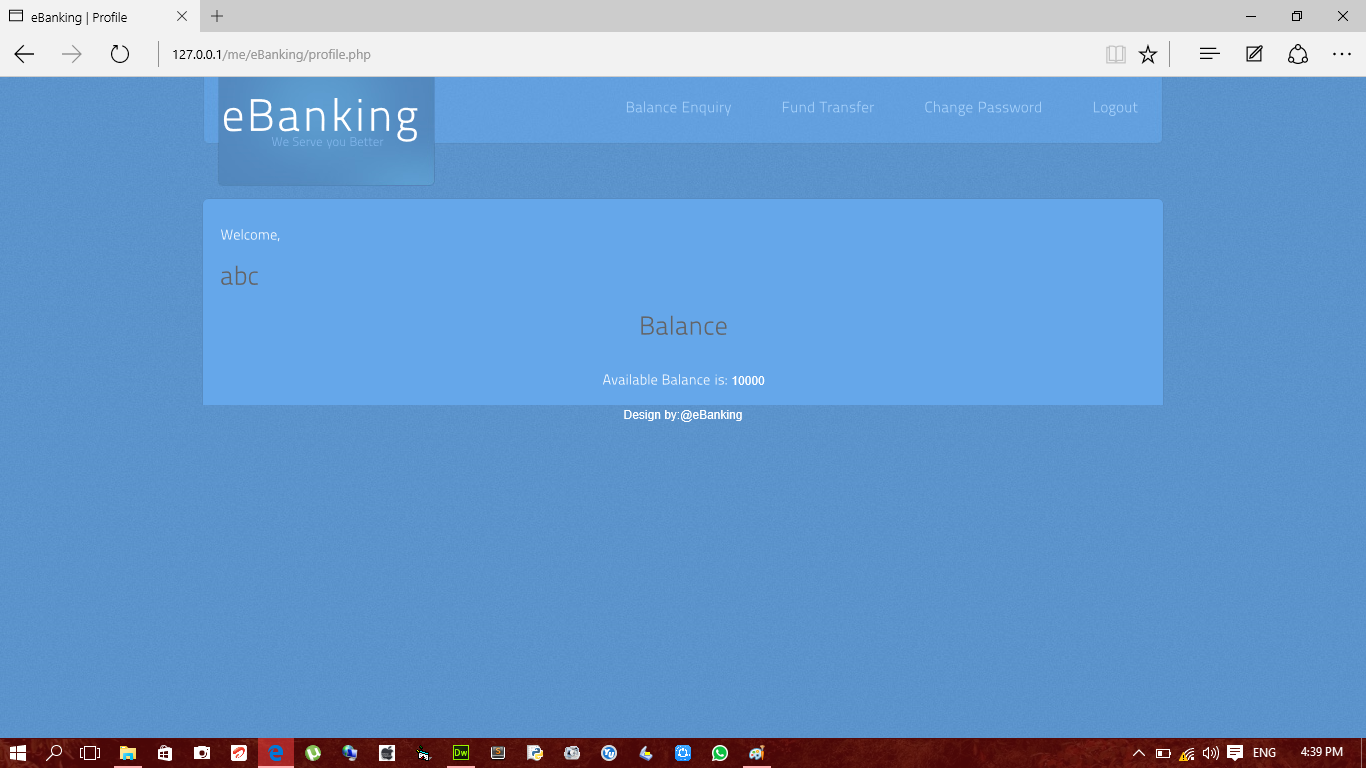 eBanking | Profile
127.0.0.1/me/eBanking/profile.php
eBanking
We Serve you Better
Balance Enquiry Fund Transfer Change Password Logout
Welcome,
abc
Balance
Available Balance is: 10000
Design by:@eBanking
Dw
ENG 4:39 PM